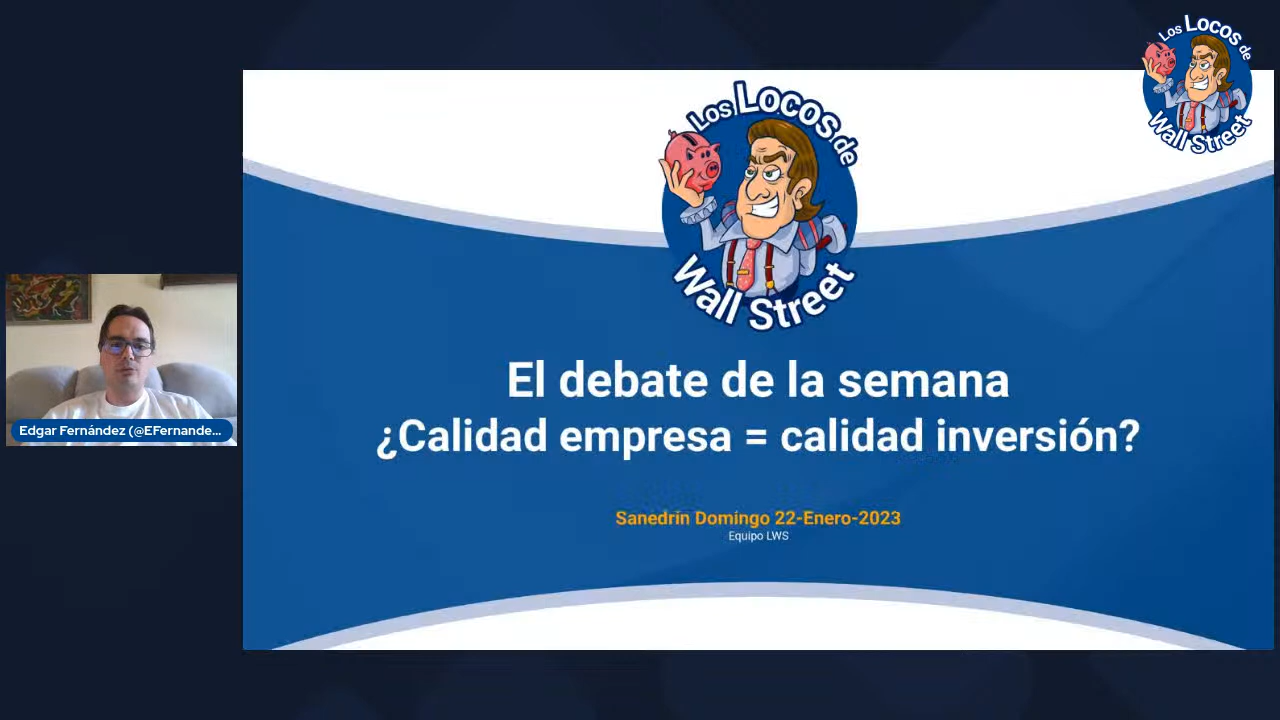 Los Locos de
Wall Street
Los Locos de
Wall Street
El debate de la semana
¿Calidad empresa = calidad inversión?
Sanedrín Domingo 22-Enero-2023
Equipo LWS
Edgar Fernández (@EFernande...